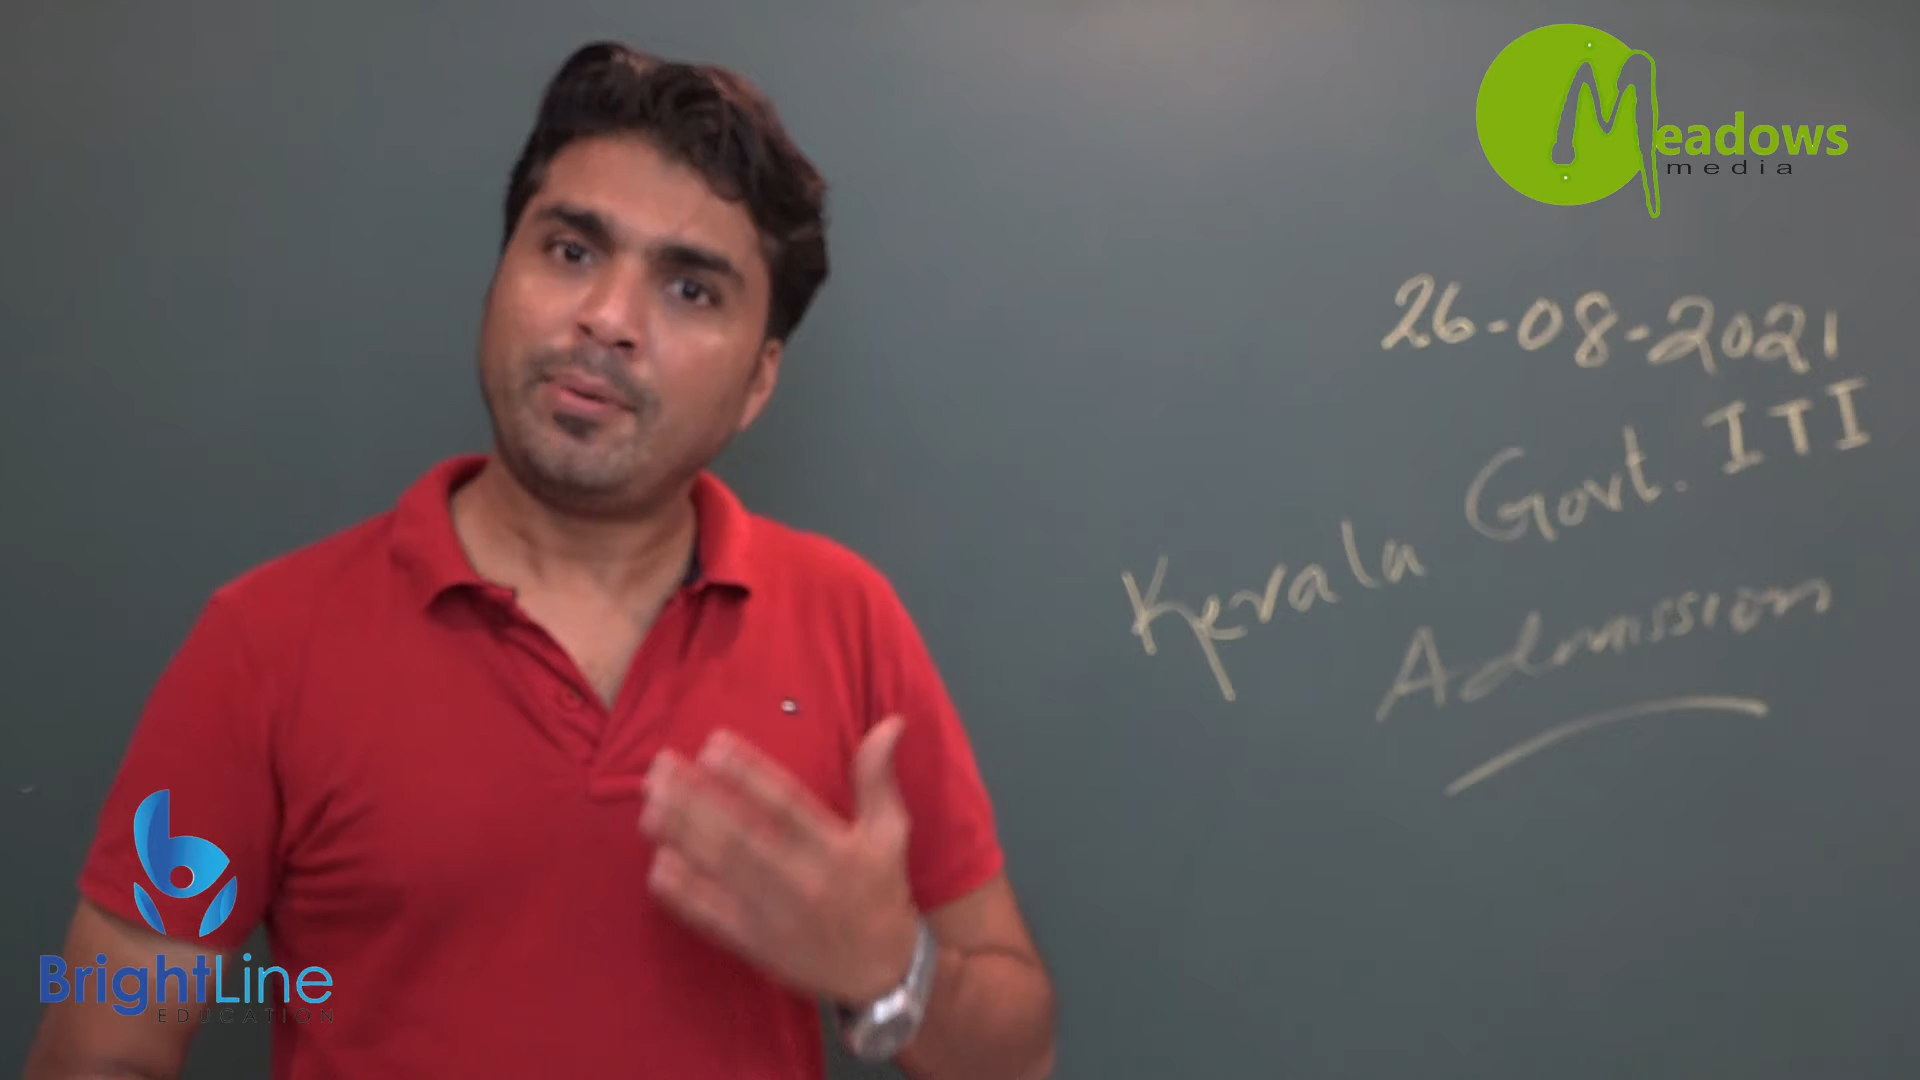 Meadows
media
26-08-2021
Kerala Govt. ITI
Admission
BrightLine
EDUCATION